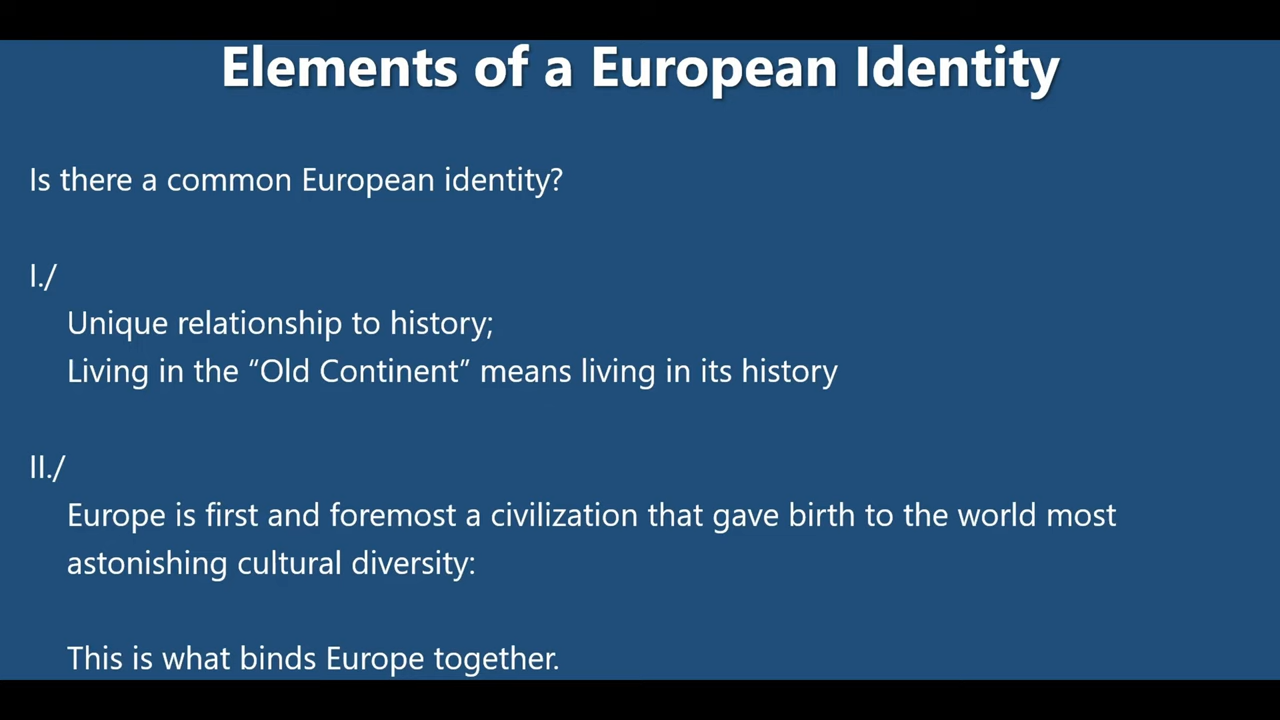 Elements of a European Identity
Is there a common European identity?
I./
Unique relationship to history;
Living in the “Old Continent” means living in its history
II./
Europe is first and foremost a civilization that gave birth to the world most
astonishing cultural diversity:
This is what binds Europe together.